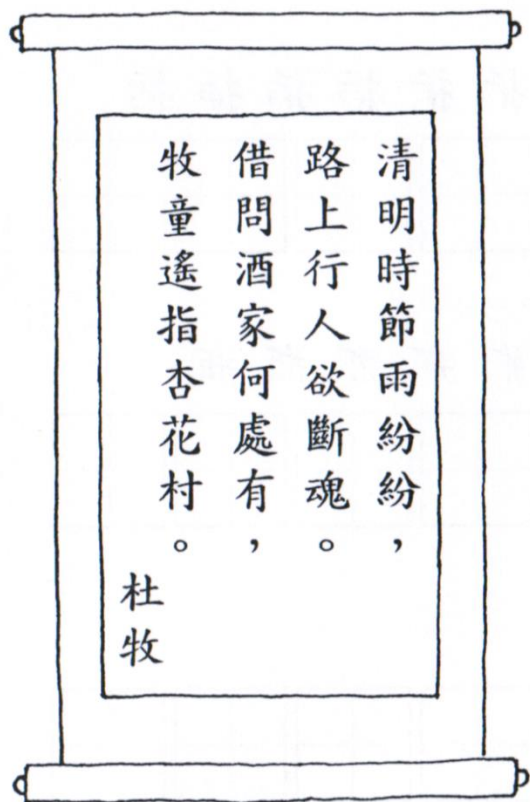 清明時節雨紛紛，
路上行人欲斷魂。
借問酒家何處有，
牧童遙指杏花村。
杜牧